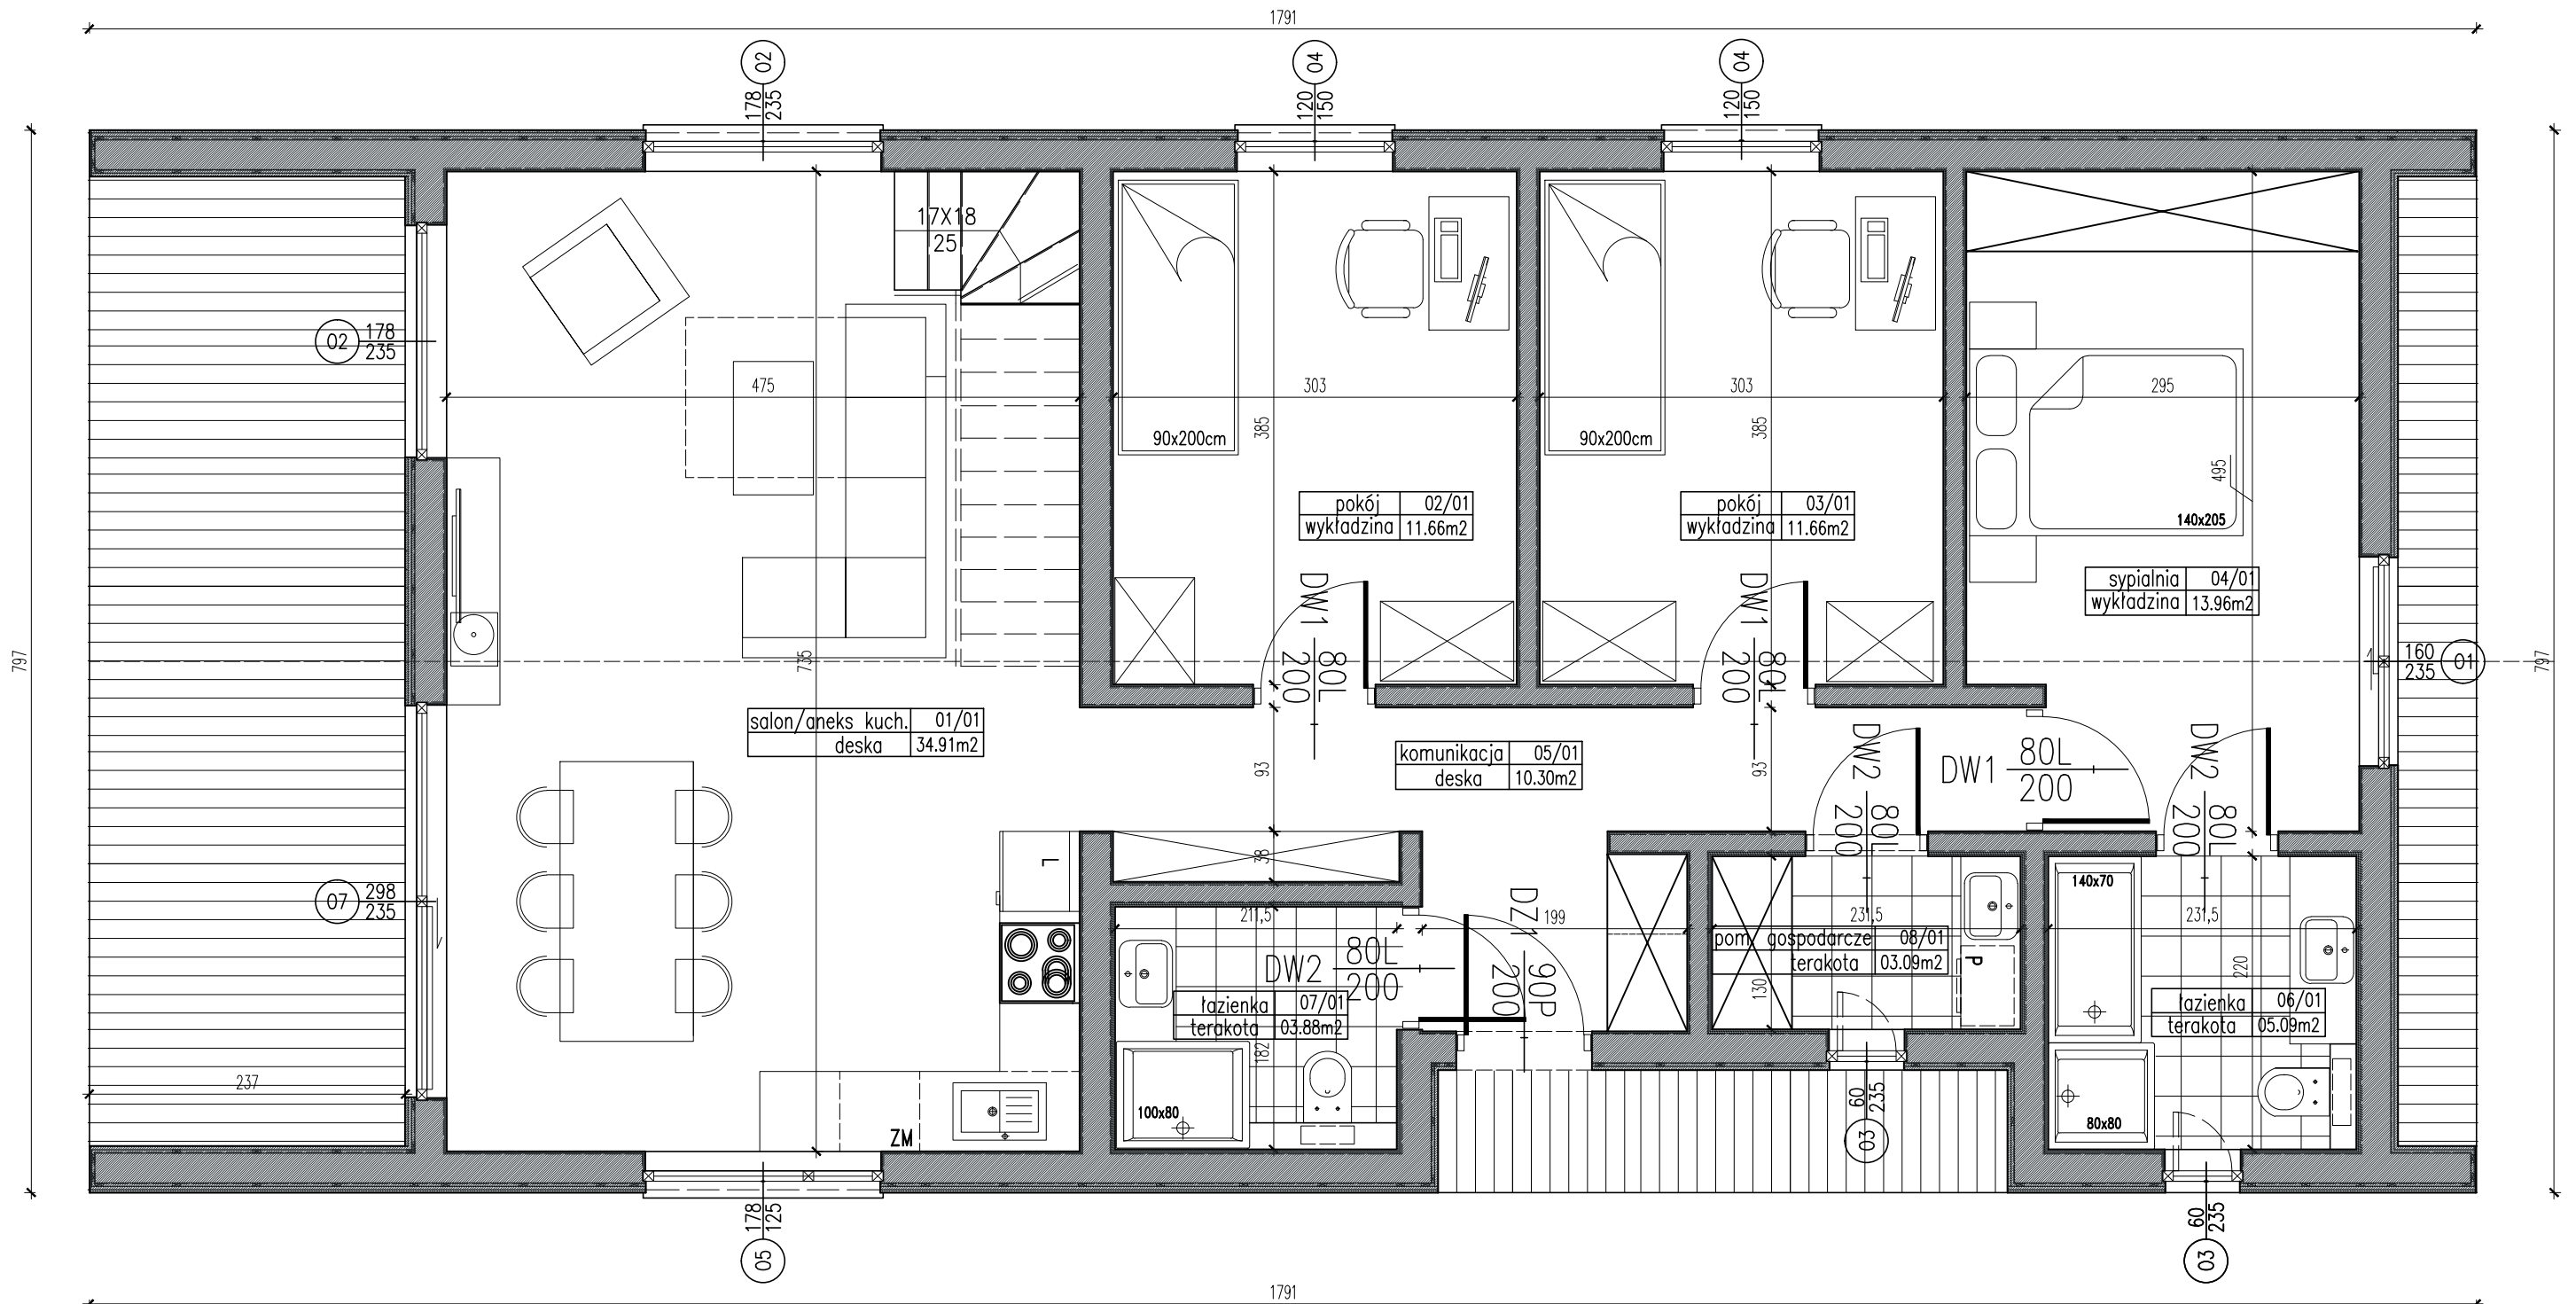 1791
02
178
235
04
120
150
04
120
150
17X18
25
02
178
235
475
303
303
295
385
385
495
90x200cm
90x200cm
140x205
pokój 02/01
wykładzina 11.66m2
pokój 03/01
wykładzina 11.66m2
sypialnia 04/01
wykładzina 13.96m2
DW1
80L
200
DW1
80L
200
797
735
160
235
01
797
salon/aneks kuch. 01/01
deska 34.91m2
komunikacja 05/01
deska 10.30m2
93
93
DW2
80L
200
DW1
80L
200
DW2
80L
200
38
L
07
298
235
140x70
211,5
199
231,5
231,5
DZ1
90P
200
DW2
80L
200
pom. gospodarcze 08/01
terakota 03.09m2
P
130
220
łazienka 07/01
terakota 03.88m2
łazienka 06/01
terakota 05.09m2
182
237
100x80
80x80
ZM
60
235
03
178
125
05
60
235
03
1791